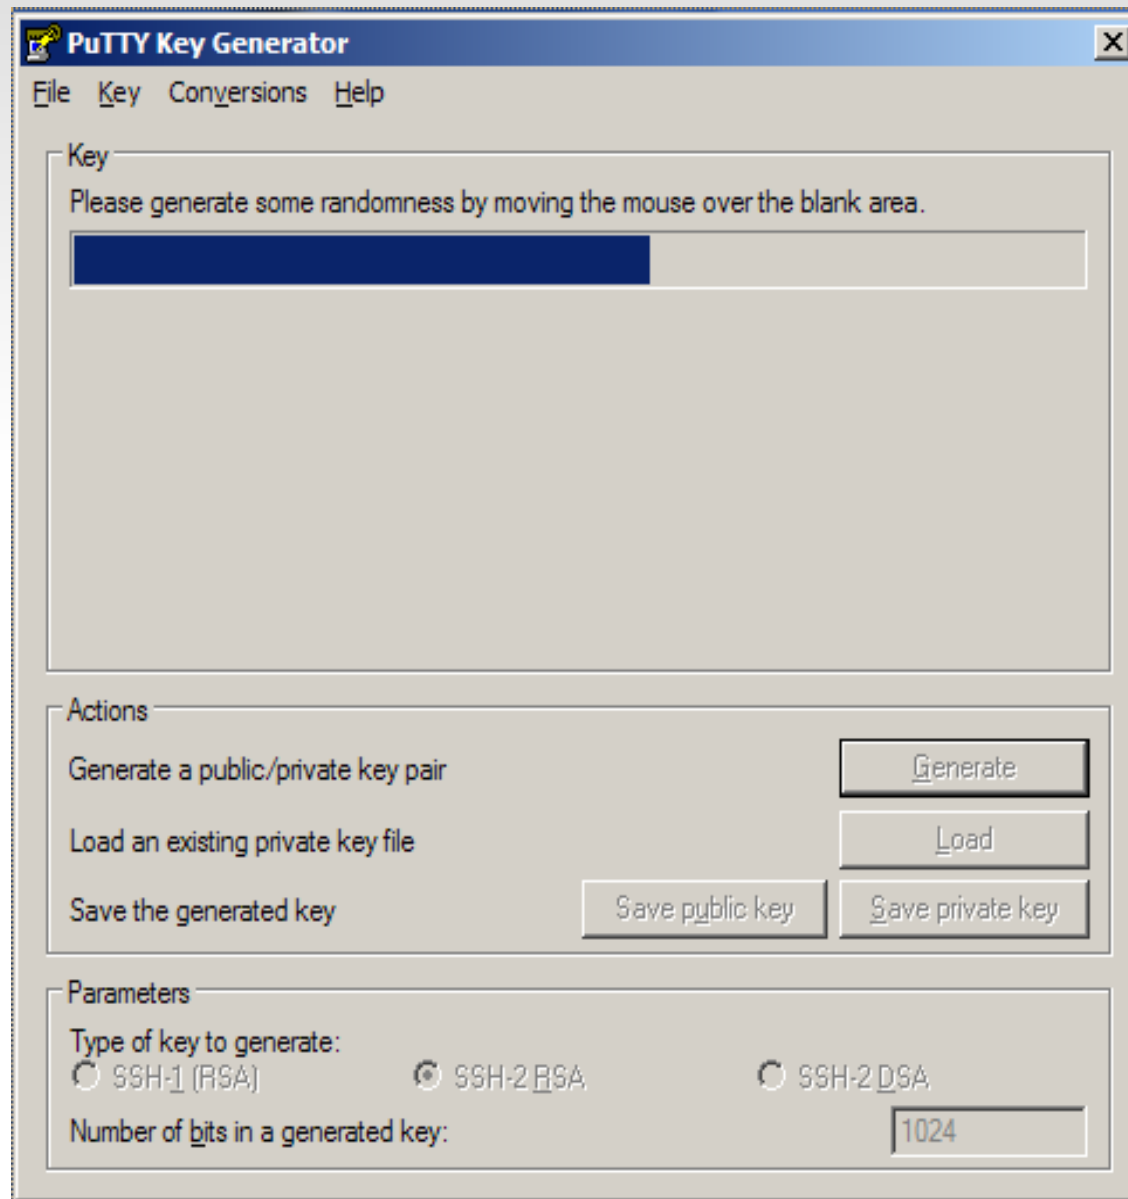 PuTTY Key Generator
File Key Conversions Help
Key
Please generate some randomness by moving the mouse over the blank area.
Actions
Generate a public/private key pair Generate
Load an existing private key file Load
Save the generated key Save public key Save private key
Parameters
Type of key to generate:
SSH-1 (RSA) SSH-2 RSA SSH-2 DSA
Number of bits in a generated key: 1024